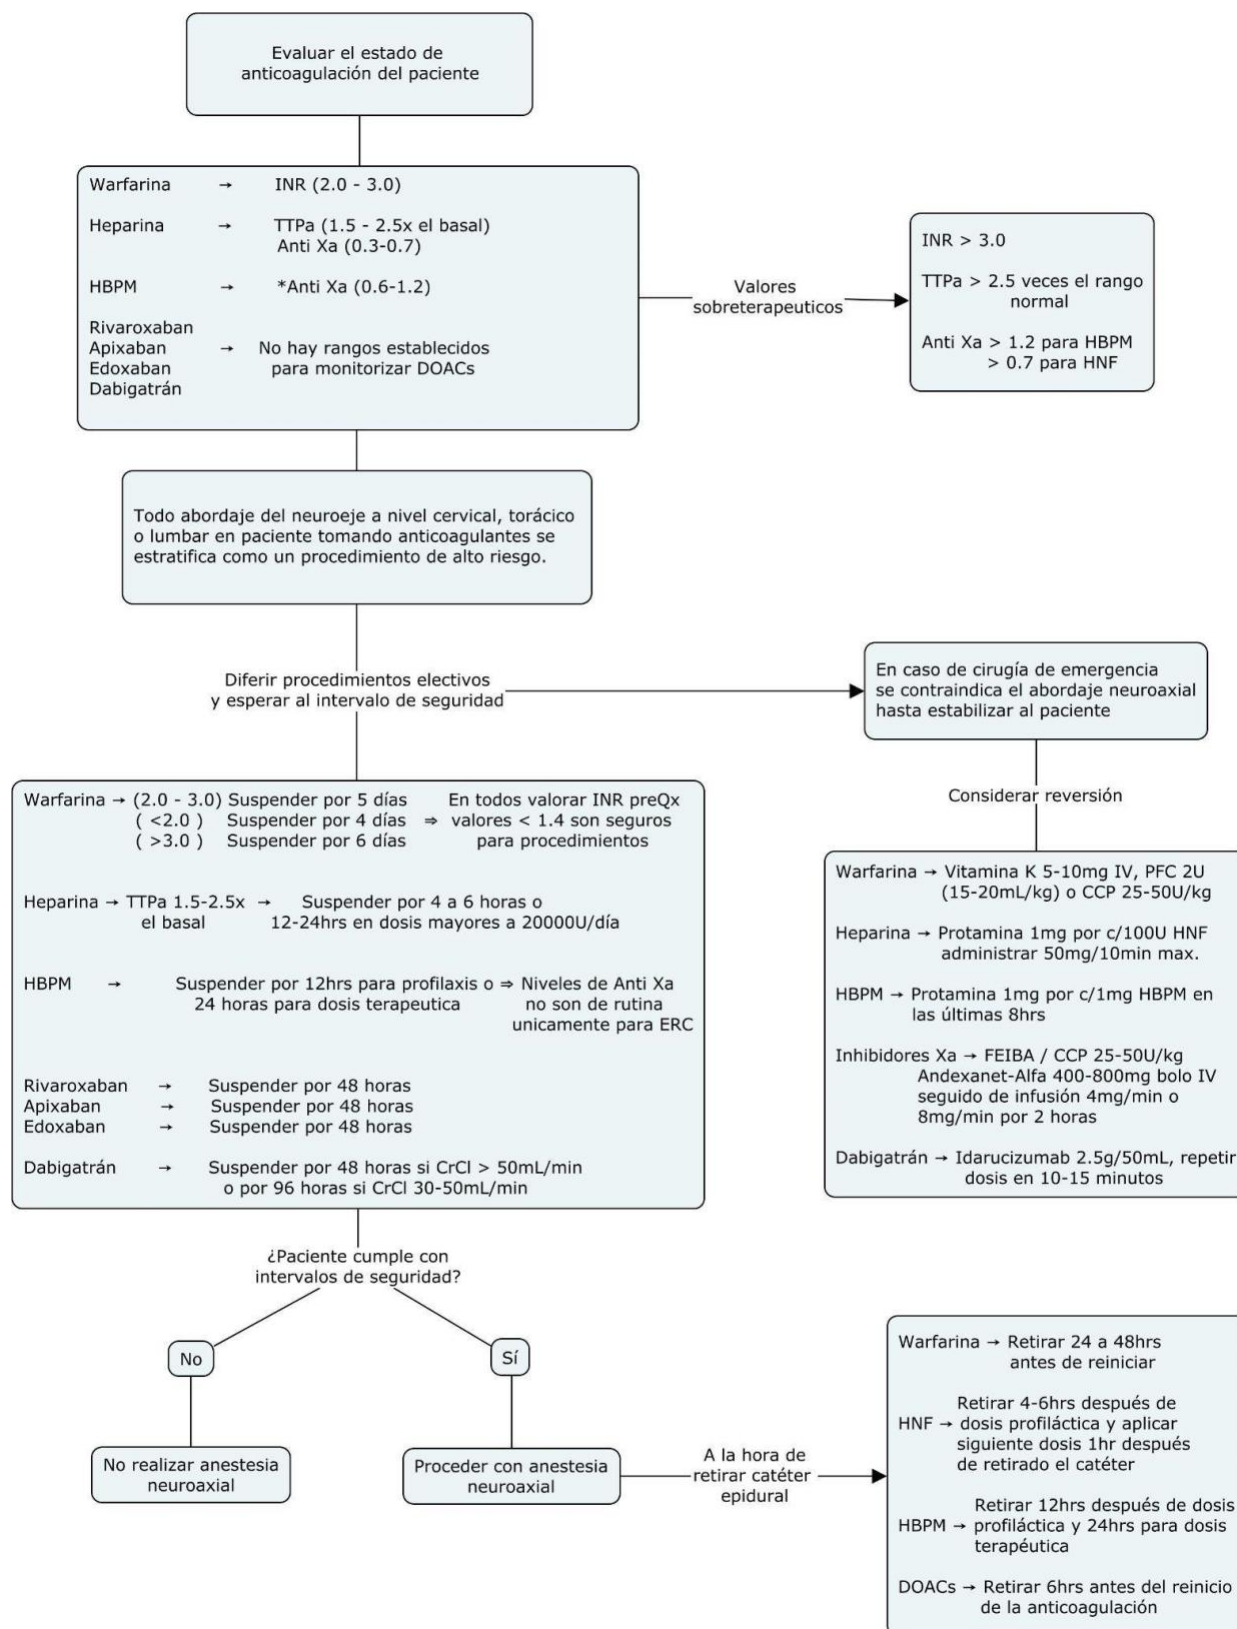 Evaluar el estado de
anticoagulación del paciente
Warfarina → INR (2.0 - 3.0)
Heparina → TTPa (1.5 - 2.5x el basal)
Anti Xa (0.3-0.7)
HBPM → *Anti Xa (0.6-1.2)
Rivaroxaban
Apixaban → No hay rangos establecidos
Edoxaban para monitorizar DOACs
Dabigatrán
Valores
sobreterapeuticos
INR > 3.0
TTPa > 2.5 veces el rango
normal
Anti Xa > 1.2 para HBPM
> 0.7 para HNF
Todo abordaje del neuroeje a nivel cervical, torácico
o lumbar en paciente tomando anticoagulantes se
estratifica como un procedimiento de alto riesgo.
Diferir procedimientos electivos
y esperar al intervalo de seguridad
En caso de cirugía de emergencia
se contraindica el abordaje neuroaxial
hasta estabilizar al paciente
Considerar reversión
Warfarina → Vitamina K 5-10mg IV, PFC 2U
(15-20mL/kg) o CCP 25-50U/kg
Heparina → Protamina 1mg por c/100U HNF
administrar 50mg/10min max.
HBPM → Protamina 1mg por c/1mg HBPM en
las últimas 8hrs
Inhibidores Xa → FEIBA / CCP 25-50U/kg
Andexanet-Alfa 400-800mg bolo IV
seguido de infusión 4mg/min o
8mg/min por 2 horas
Dabigatrán → Idarucizumab 2.5g/50mL, repetir
dosis en 10-15 minutos
Warfarina → (2.0 - 3.0) Suspender por 5 días En todos valorar INR preQx
( <2.0 ) Suspender por 4 días ⇒ valores < 1.4 son seguros
( >3.0 ) Suspender por 6 días para procedimientos
Heparina → TTPa 1.5-2.5x → Suspender por 4 a 6 horas o
el basal 12-24hrs en dosis mayores a 20000U/día
HBPM → Suspender por 12hrs para profilaxis o ⇒ Niveles de Anti Xa
24 horas para dosis terapeutica no son de rutina
unicamente para ERC
Rivaroxaban → Suspender por 48 horas
Apixaban → Suspender por 48 horas
Edoxaban → Suspender por 48 horas
Dabigatrán → Suspender por 48 horas si CrCl > 50mL/min
o por 96 horas si CrCl 30-50mL/min
¿Paciente cumple con
intervalos de seguridad?
No
Sí
No realizar anestesia
neuroaxial
Proceder con anestesia
neuroaxial
A la hora de
retirar catéter
epidural
Warfarina → Retirar 24 a 48hrs
antes de reiniciar
Retirar 4-6hrs después de
HNF → dosis profiláctica y aplicar
siguiente dosis 1hr después
de retirado el catéter
Retirar 12hrs después de dosis
HBPM → profiláctica y 24hrs para dosis
terapéutica
DOACs → Retirar 6hrs antes del reinicio
de la anticoagulación